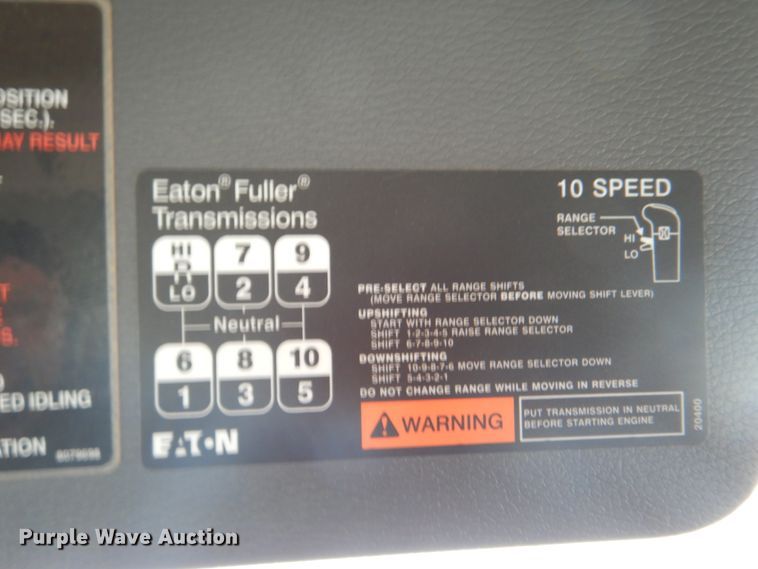 OSITION
SEC.).
AY RESULT
T
S.
ED IDLING
TION
Eaton® Fuller®
Transmissions
10 SPEED
RANGE
SELECTOR
HI
LO
HI
R
LO
7
2
9
4
Neutral
6
1
8
3
10
5
PRE-SELECT ALL RANGE SHIFTS
(MOVE RANGE SELECTOR BEFORE MOVING SHIFT LEVER)
UPSHIFTING
START WITH RANGE SELECTOR DOWN
SHIFT 1-2-3-4-5 RAISE RANGE SELECTOR
SHIFT 6-7-8-9-10
DOWNSHIFTING
SHIFT 10-9-8-7-6 MOVE RANGE SELECTOR DOWN
SHIFT 5-4-3-2-1
DO NOT CHANGE RANGE WHILE MOVING IN REVERSE
WARNING
PUT TRANSMISSION IN NEUTRAL
BEFORE STARTING ENGINE
20400
EATON
Purple Wave Auction